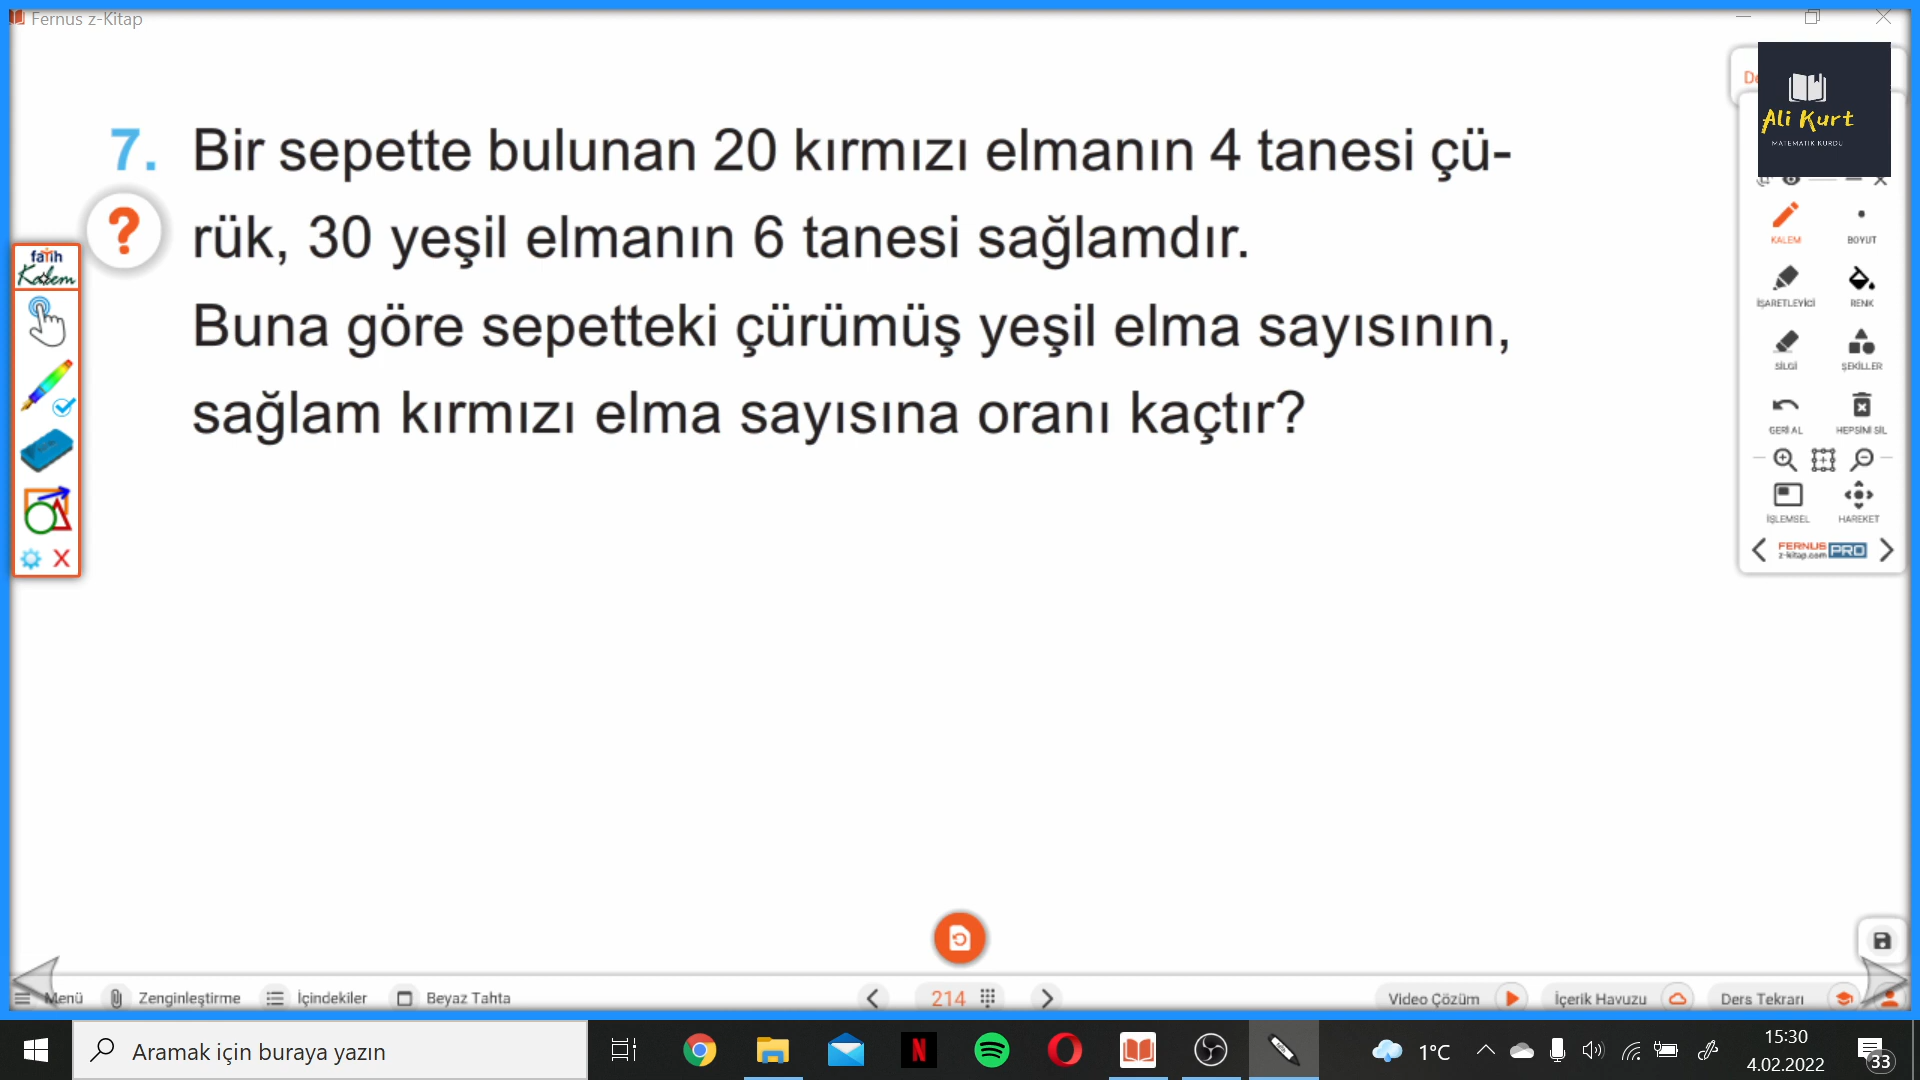 Fernus z-Kitap
Ali Kurt
MATEMATİK KURDU
7. Bir sepette bulunan 20 kırmızı elmanın 4 tanesi çü-
rük, 30 yeşil elmanın 6 tanesi sağlamdır.
Buna göre sepetteki çürümüş yeşil elma sayısının,
sağlam kırmızı elma sayısına oranı kaçtır?
?
fatih
Kalem
KALEM BOYUT
İŞARETLEYİCİ RENK
SİLGİ ŞEKİLLER
GERİ AL HEPSİNİ SİL
İŞLEMSEL HAREKET
FERNUS PRO
z-kitap.com
Menü Zenginleştirme İçindekiler Beyaz Tahta 214 Video Çözüm İçerik Havuzu Ders Tekrarı
Aramak için buraya yazın
1°C
15:30
4.02.2022
33